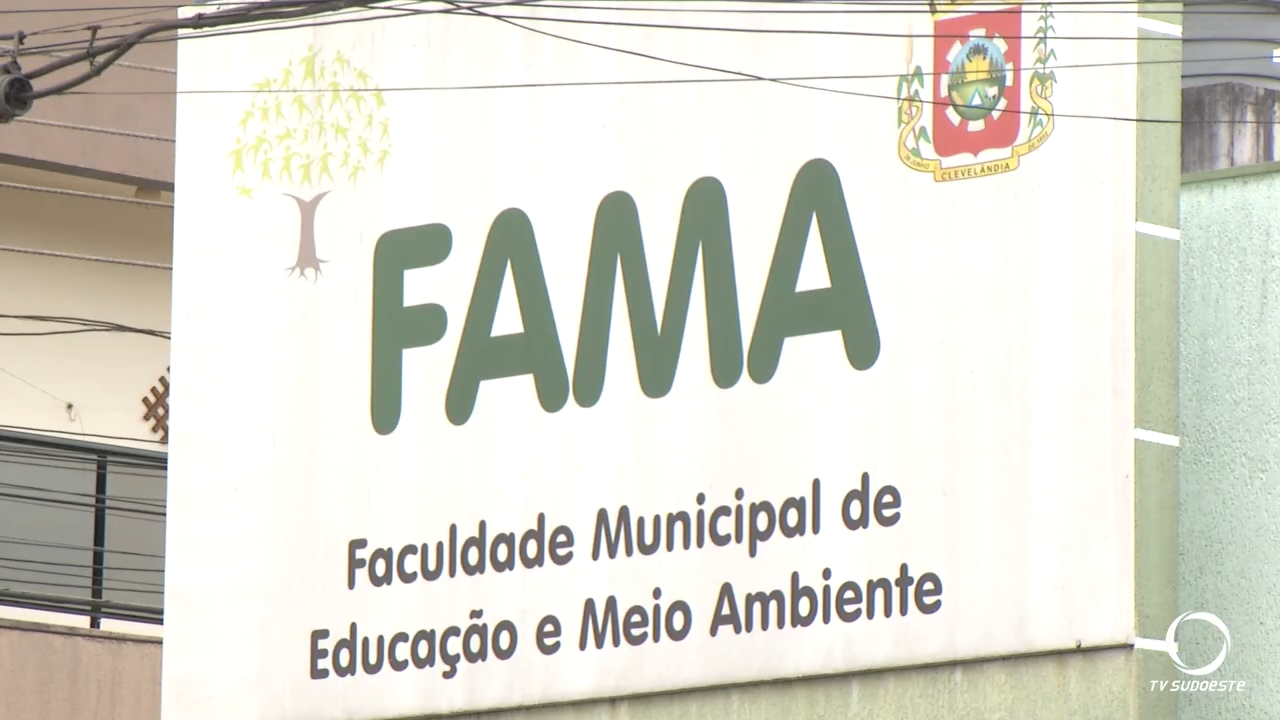 CLEVELÂNDIA
FAMA
Faculdade Municipal de
Educação e Meio Ambiente
TV SUDOESTE